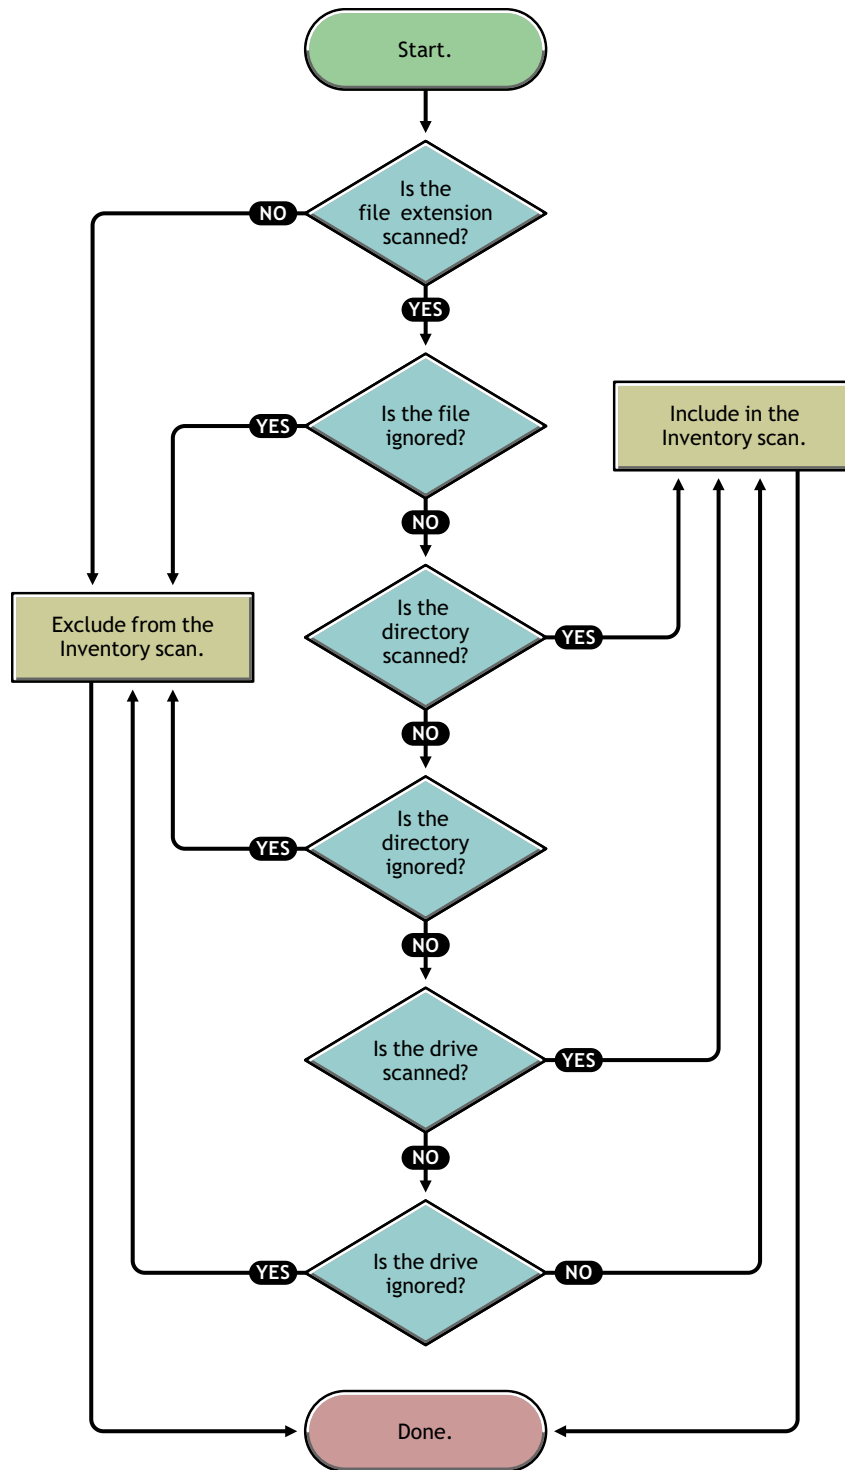 Start.
Is the
file extension
scanned?
NO
YES
Is the file
ignored?
YES
NO
Include in the
Inventory scan.
Is the
directory
scanned?
YES
NO
Exclude from the
Inventory scan.
Is the
directory
ignored?
YES
NO
Is the drive
scanned?
YES
NO
Is the drive
ignored?
YES
NO
Done.